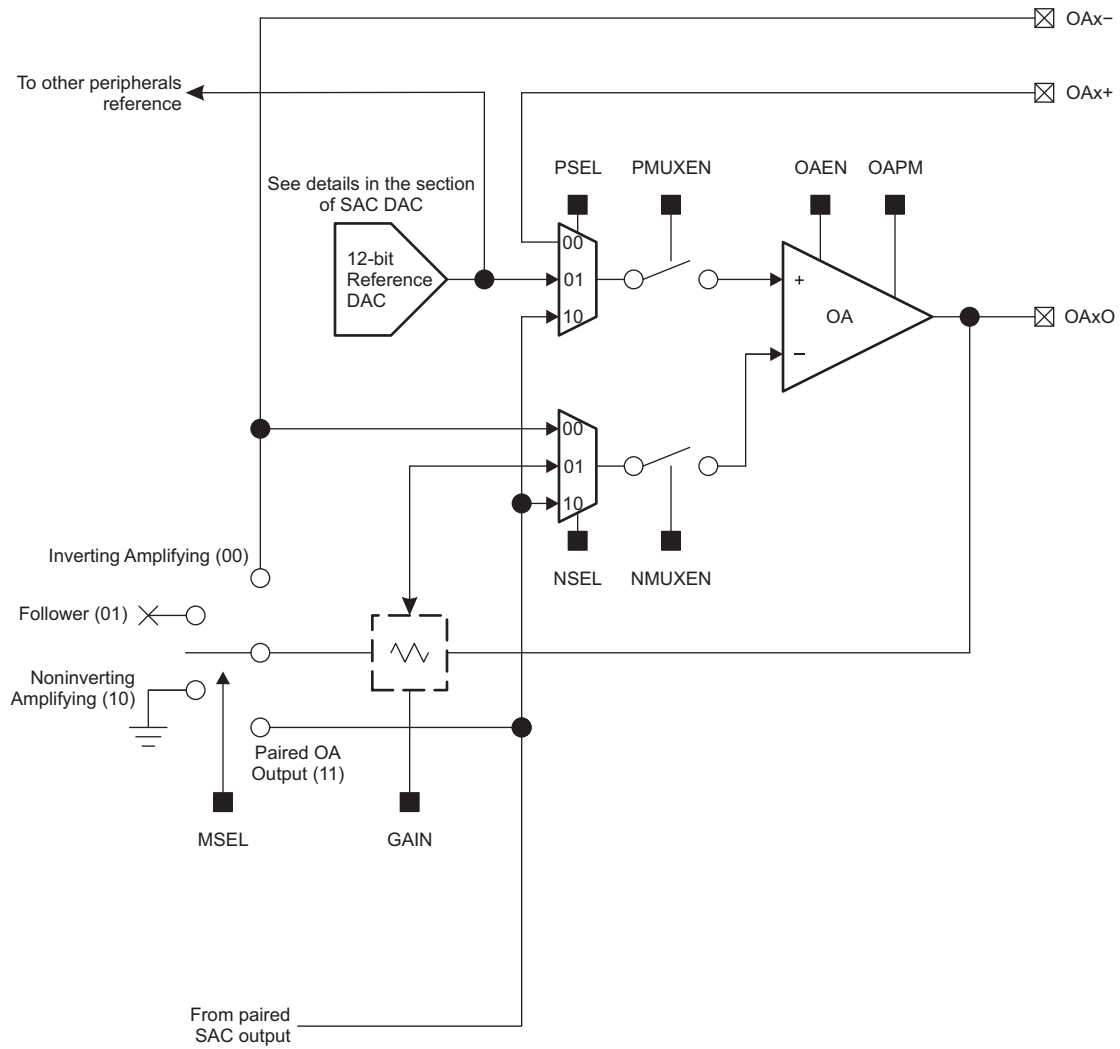 OAx−
To other peripherals
reference
OAx+
PSEL
PMUXEN
OAEN
OAPM
See details in the section
of SAC DAC
00
12-bit
Reference
DAC
01
10
+
OA
−
OAxO
00
01
10
NSEL
NMUXEN
Inverting Amplifying (00)
Follower (01)
Noninverting
Amplifying (10)
Paired OA
Output (11)
MSEL
GAIN
From paired
SAC output